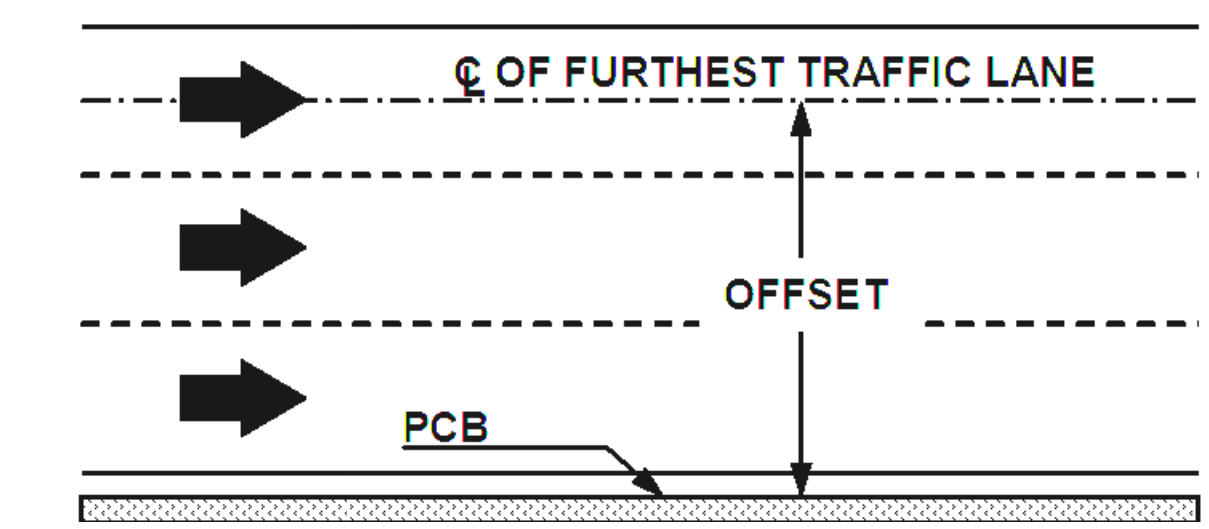 ℄ OF FURTHEST TRAFFIC LANE
OFFSET
PCB